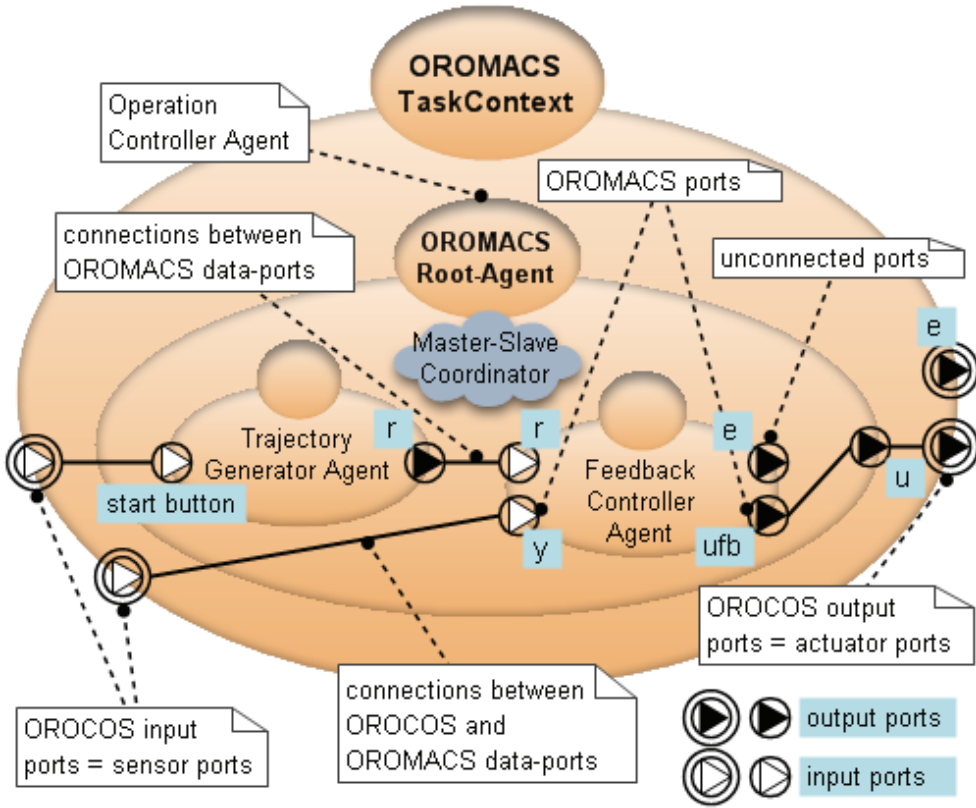 OROMACS
TaskContext
Operation
Controller Agent
OROMACS ports
connections between
OROMACS data-ports
OROMACS
Root-Agent
unconnected ports
Master-Slave
Coordinator
e
Trajectory
Generator Agent
r
r
e
Feedback
Controller
Agent
start button
y
ufb
u
OROCOS output
ports = actuator ports
OROCOS input
ports = sensor ports
connections between
OROCOS and
OROMACS data-ports
output ports
input ports